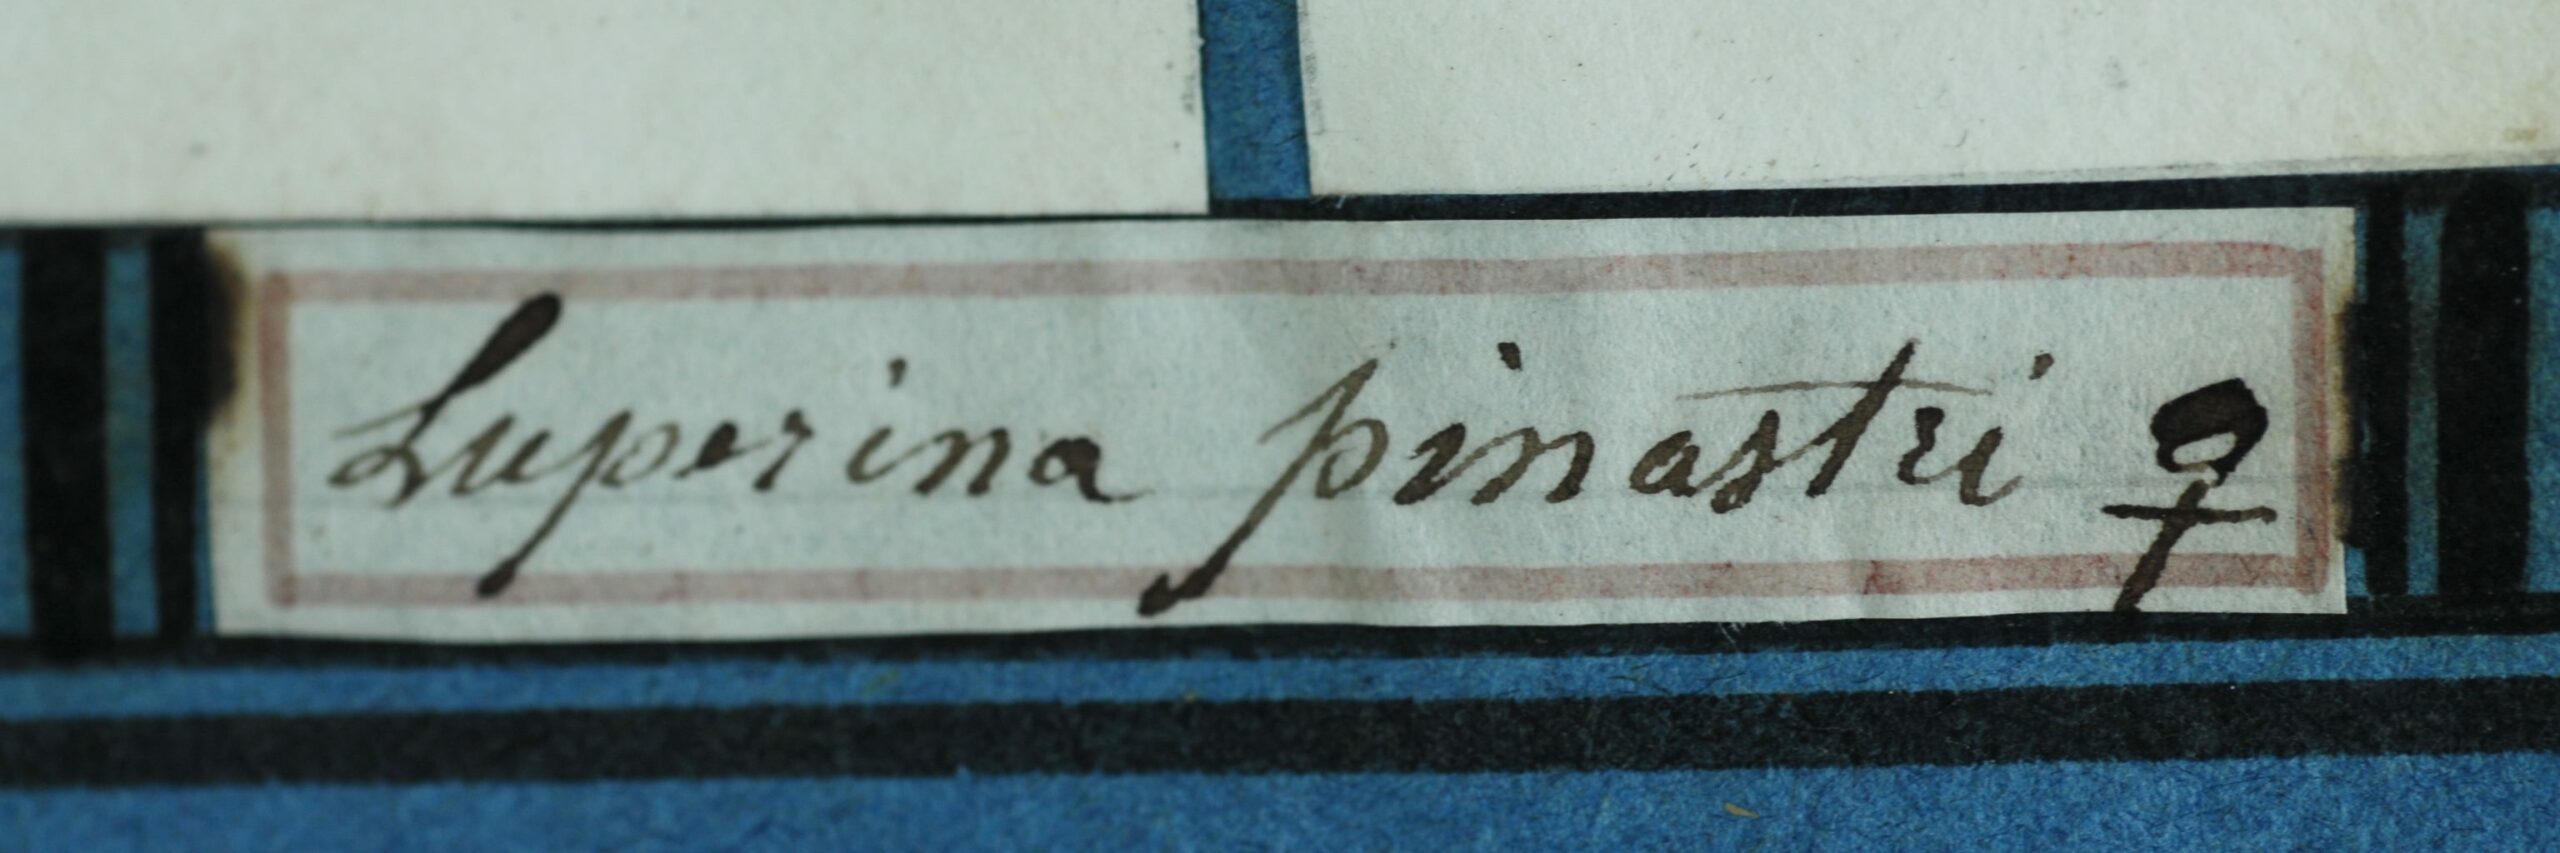 Luperina pinastri ♀